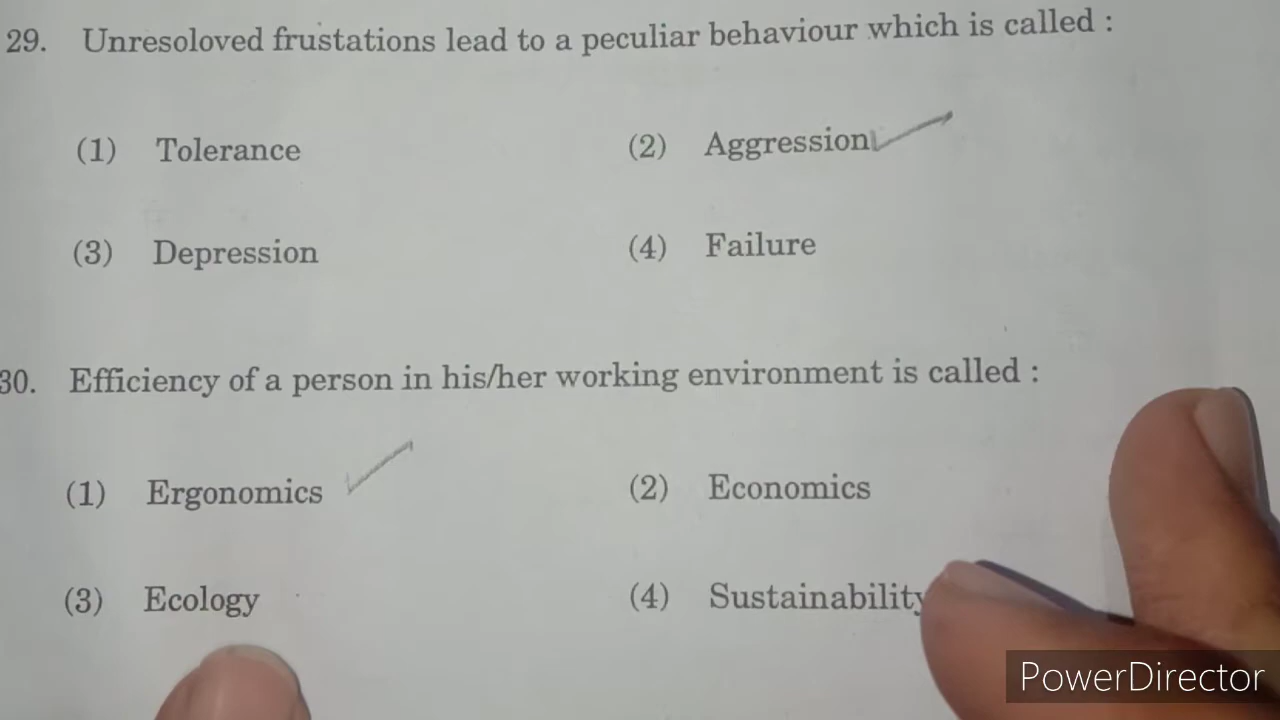 29. Unresoloved frustations lead to a peculiar behaviour which is called :
(1) Tolerance (2) Aggression
(3) Depression (4) Failure
30. Efficiency of a person in his/her working environment is called :
(1) Ergonomics (2) Economics
(3) Ecology (4) Sustainability
PowerDirector